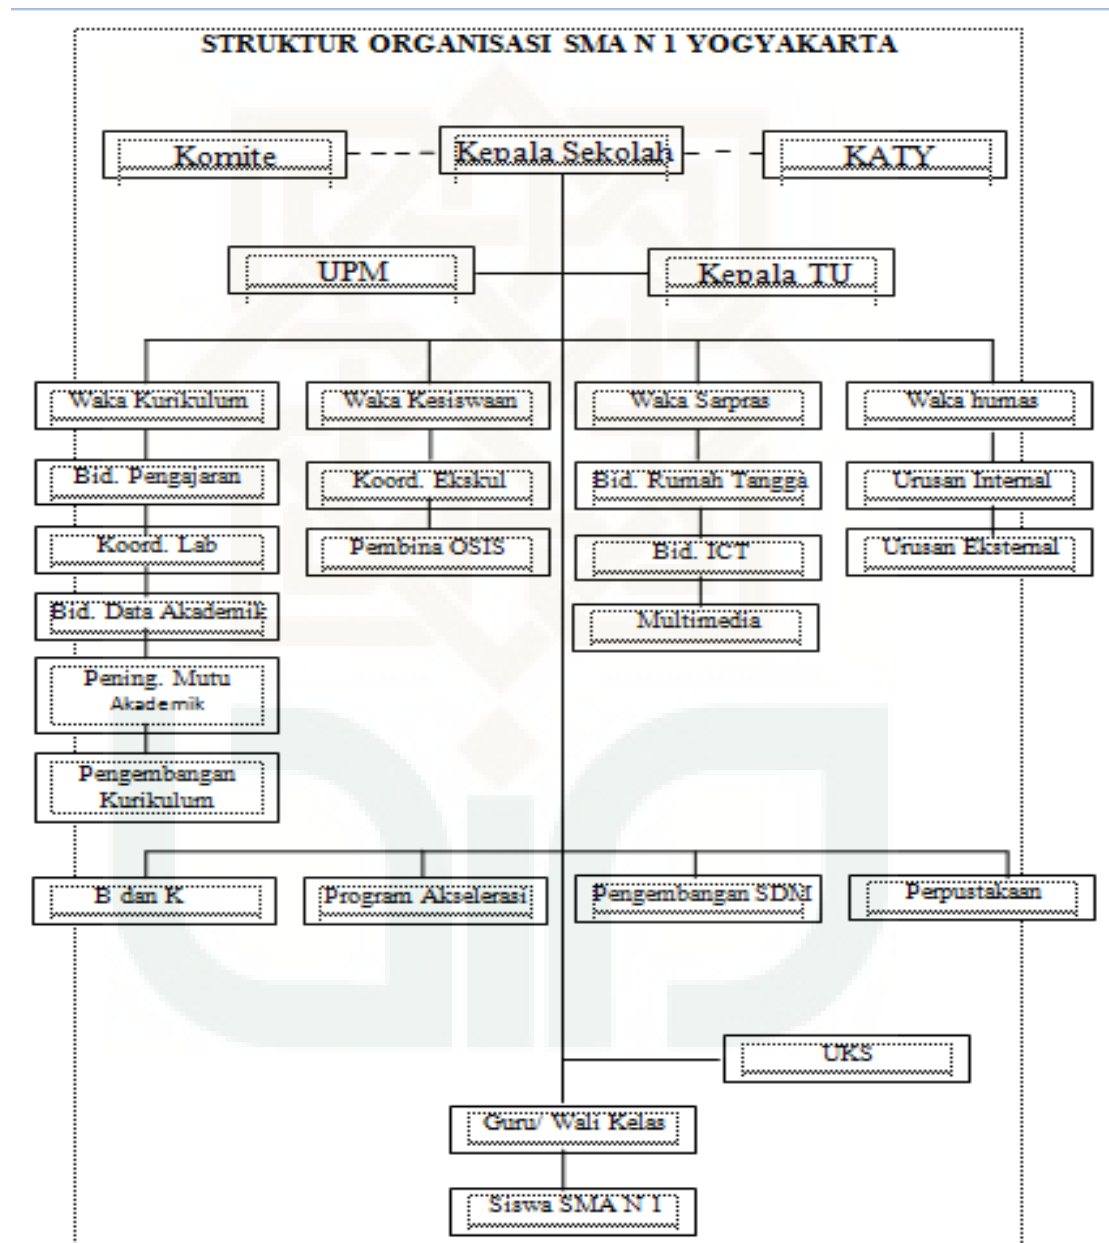 STRUKTUR ORGANISASI SMA N 1 YOGYAKARTA
Komite
Kepala Sekolah
KATY
UPM
Kepala TU
Waka Kurikulum
Waka Kesiswaan
Waka Sarpras
Waka humas
Bid. Pengajaran
Koord. Ekskul
Bid. Rumah Tangga
Urusan Internal
Koord. Lab
Pembina OSIS
Bid. ICT
Urusan Eksternal
Bid. Data Akademik
Multimedia
Pening. Mutu
Akademik
Pengembangan
Kurikulum
B dan K
Program Akselerasi
Pengembangan SDM
Perpustakaan
UKS
Guru/ Wali Kelas
Siswa SMA N 1